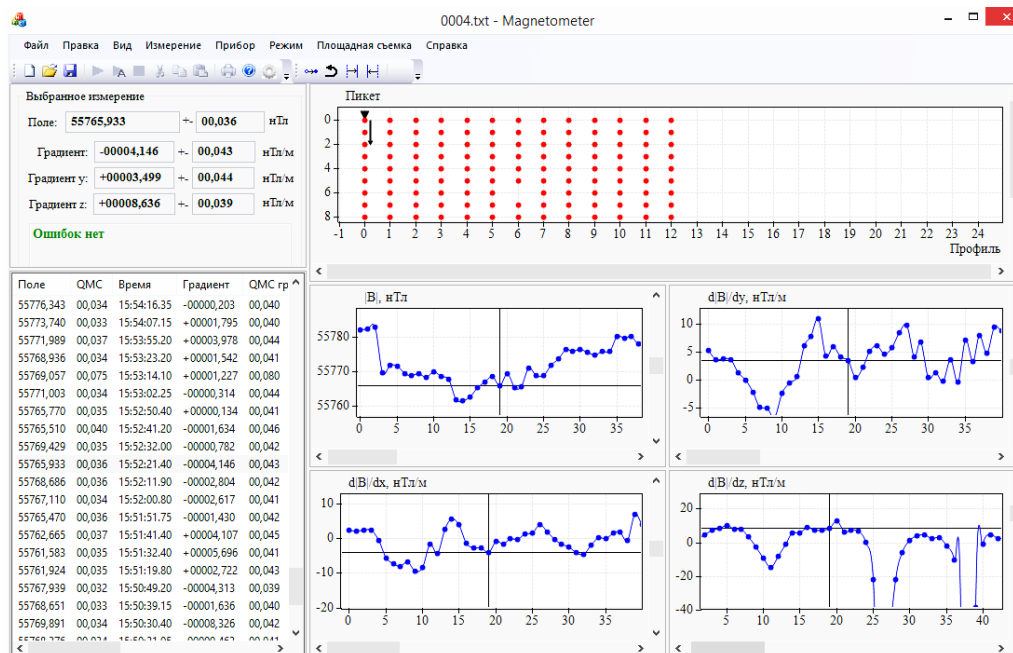 0004.txt - Magnetometer
Файл Правка Вид Измерение Прибор Режим Площадная съемка Справка
Выбранное измерение
Поле: 55765,933 +- 00,036 нТл
Градиент: -00004,146 +- 00,043 нТл/м
Градиент y: +00003,499 +- 00,044 нТл/м
Градиент z: +00008,636 +- 00,039 нТл/м
Ошибок нет
Пикет
0
2
4
6
8
-1 0 1 2 3 4 5 6 7 8 9 10 11 12 13 14 15 16 17 18 19 20 21 22 23 24
Профиль
Поле QMC Время Градиент QMC гр
55776,343 00,034 15:54:16.35 -00000,203 00,040
55773,740 00,033 15:54:07.15 +00001,795 00,040
55771,989 00,037 15:53:55.20 +00003,978 00,044
55768,936 00,034 15:53:23.20 +00001,542 00,041
55769,057 00,075 15:53:14.10 +00001,227 00,080
55771,003 00,034 15:53:02.25 -00000,314 00,044
55765,770 00,035 15:52:50.40 +00000,134 00,041
55765,510 00,040 15:52:41.20 -00001,634 00,046
55769,429 00,035 15:52:32.00 -00000,782 00,042
55765,933 00,036 15:52:21.40 -00004,146 00,043
55768,686 00,036 15:52:11.90 -00002,804 00,042
55767,110 00,034 15:52:00.80 -00002,617 00,041
55765,470 00,036 15:51:51.75 -00001,430 00,042
55762,665 00,037 15:51:41.40 +00004,107 00,045
55761,583 00,035 15:51:32.40 +00005,696 00,041
55761,924 00,035 15:51:19.80 +00002,722 00,043
55767,939 00,032 15:50:49.20 -00004,313 00,039
55768,651 00,033 15:50:39.15 -00001,636 00,040
55769,891 00,034 15:50:30.40 -00008,326 00,042
|B|, нТл
55780
55770
55760
0 5 10 15 20 25 30 35
d|B|/dy, нТл/м
10
5
0
-5
0 5 10 15 20 25 30 35
d|B|/dx, нТл/м
10
0
-10
-20
0 5 10 15 20 25 30 35
d|B|/dz, нТл/м
20
0
-20
-40
0 5 10 15 20 25 30 35 40